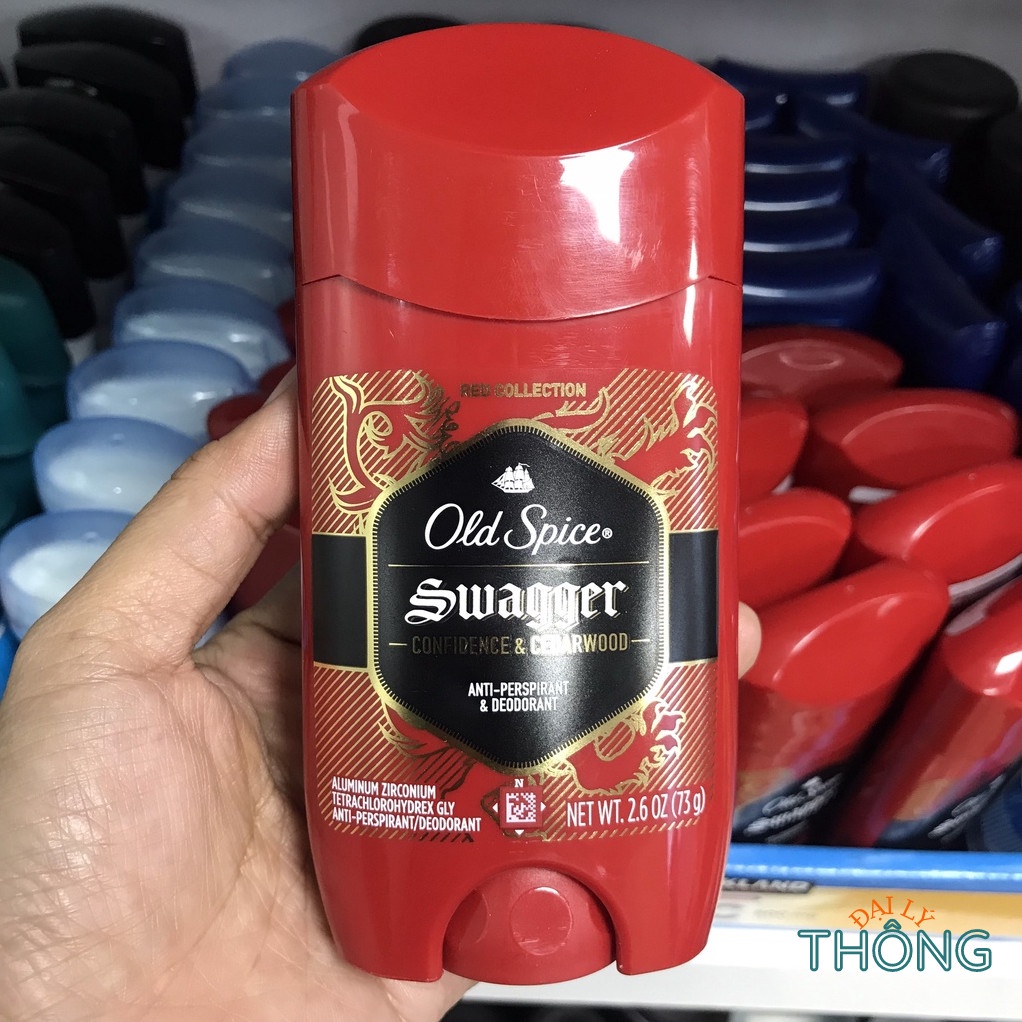 RED COLLECTION
Old Spice®
Swagger
CONFIDENCE & CEDARWOOD
ANTI-PERSPIRANT
& DEODORANT
ALUMINUM ZIRCONIUM
TETRACHLOROHYDREX GLY
ANTI-PERSPIRANT/DEODORANT
N
NET WT. 2.6 OZ (73 g)
ĐẠI LÝ
THÔNG